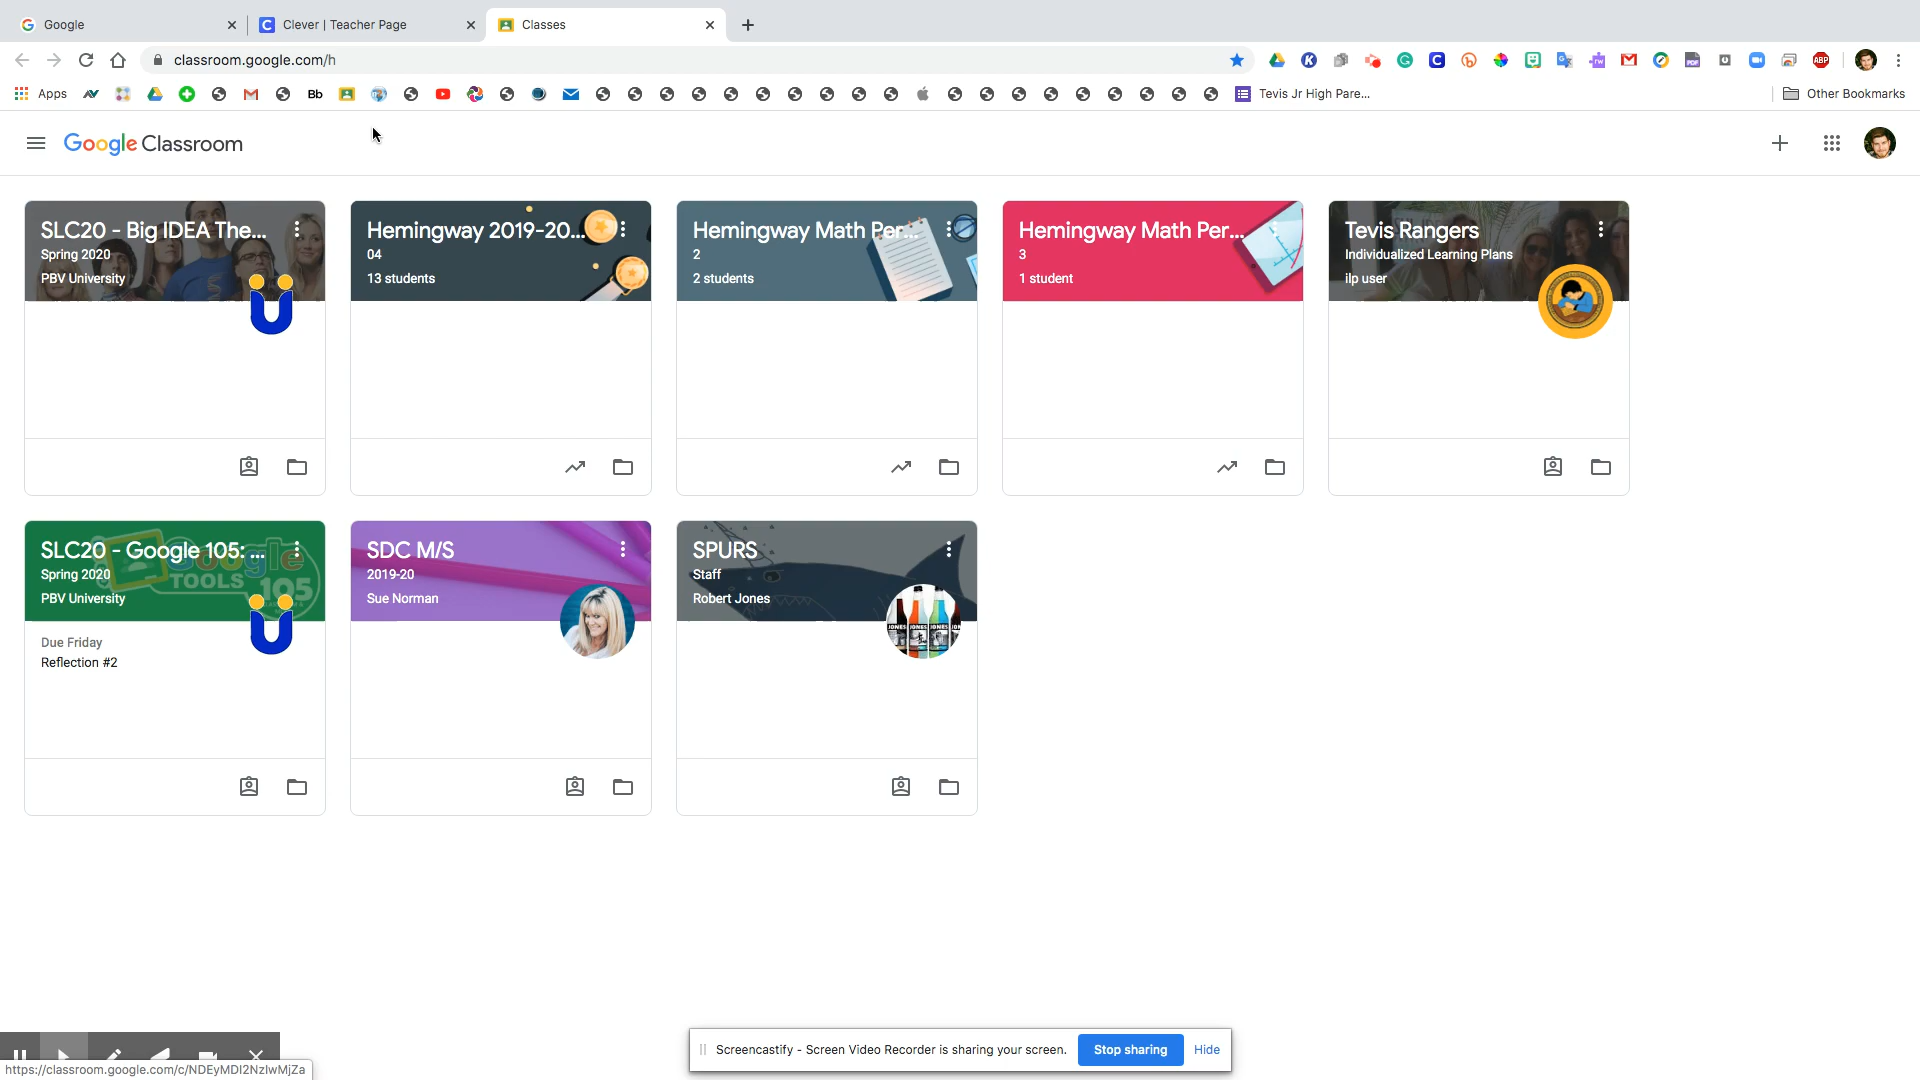 Google
Clever | Teacher Page
Classes
classroom.google.com/h
Apps
Bb
Tevis Jr High Pare...
Other Bookmarks
Google Classroom
SLC20 - Big IDEA The...
Spring 2020
PBV University
Hemingway 2019-20...
04
13 students
Hemingway Math Per...
2
2 students
Hemingway Math Per...
3
1 student
Tevis Rangers
Individualized Learning Plans
ilp user
SLC20 - Google 105: ...
Spring 2020
PBV University
Google
TOOLS 105
Due Friday
Reflection #2
SDC M/S
2019-20
Sue Norman
SPURS
Staff
Robert Jones
JONES
Screencastify - Screen Video Recorder is sharing your screen.
Stop sharing
Hide
https://classroom.google.com/c/NDEyMDI2NzIwMjZa